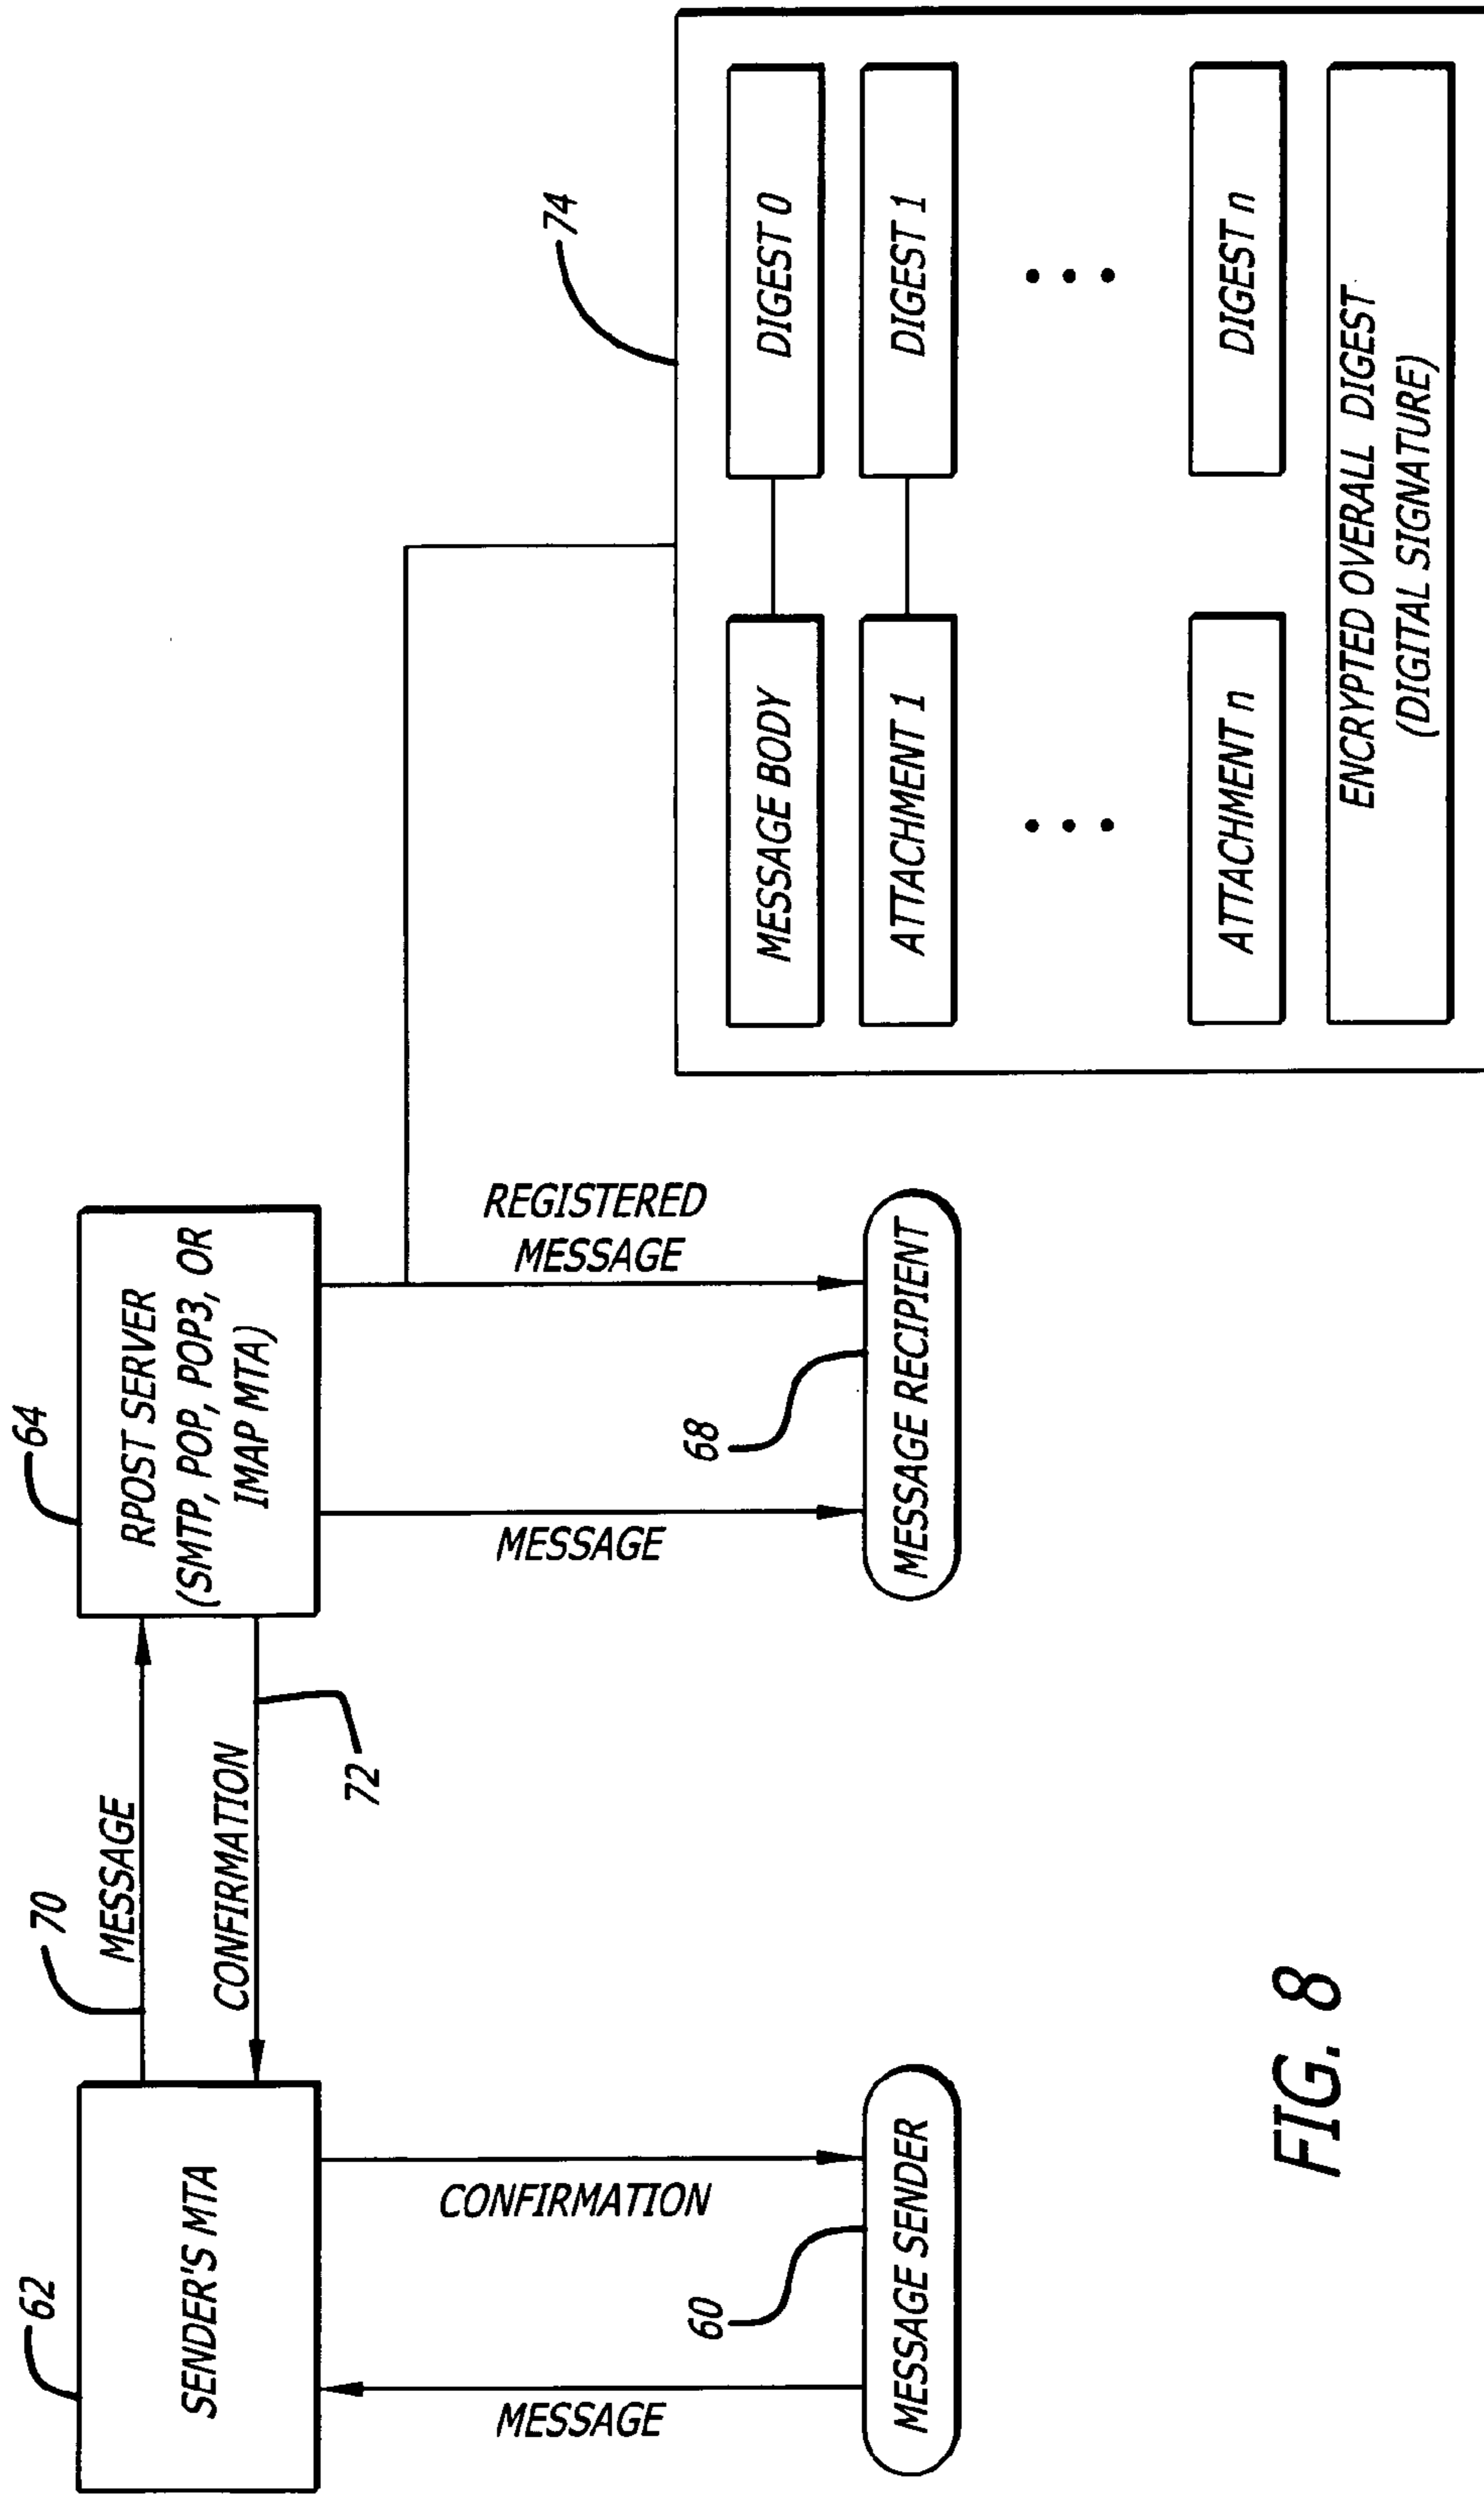 62
SENDER'S MTA
70
MESSAGE
CONFIRMATION
72
64
RPOST SERVER
(SMTP, POP, POP3, OR
IMAP MTA)
MESSAGE
CONFIRMATION
60
MESSAGE SENDER
MESSAGE
REGISTERED
MESSAGE
68
MESSAGE RECIPIENT
74
MESSAGE BODY
DIGEST 0
ATTACHMENT 1
DIGEST 1
ATTACHMENT n
DIGEST n
ENCRYPTED OVERALL DIGEST
(DIGITAL SIGNATURE)
FIG. 8